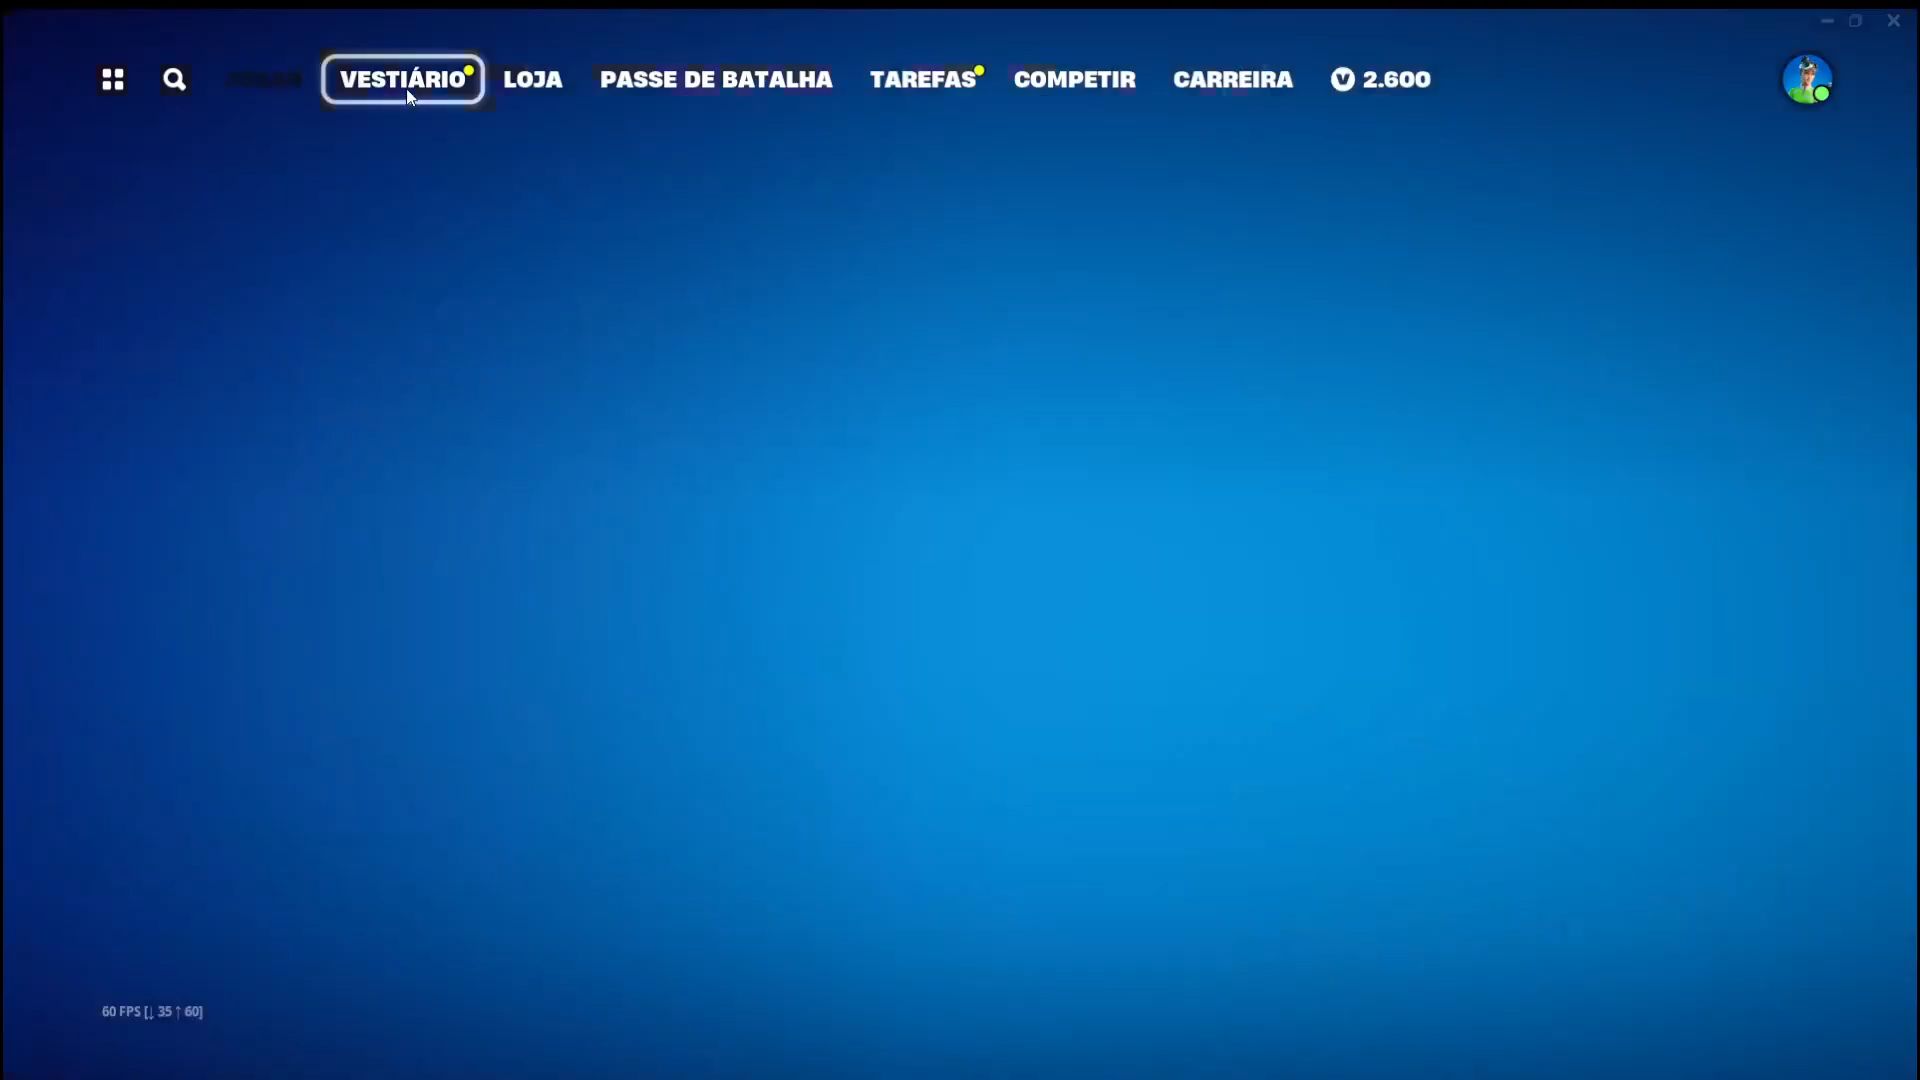 VESTIÁRIO LOJA PASSE DE BATALHA TAREFAS COMPETIR CARREIRA 2.600
60 FPS [↓ 35 ↑ 60]